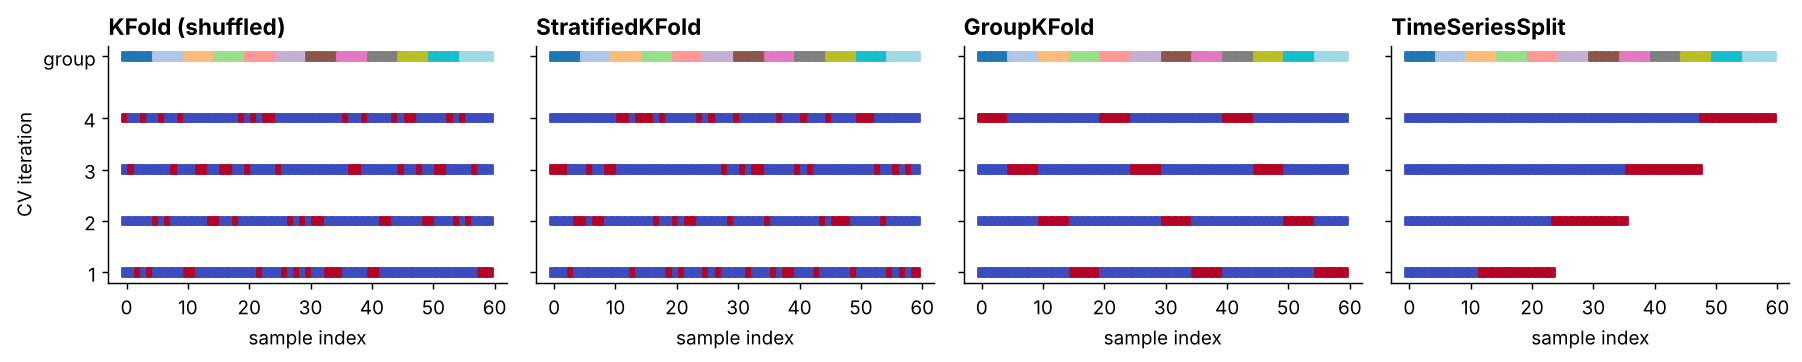 KFold (shuffled)
StratifiedKFold
GroupKFold
TimeSeriesSplit
group
4
3
2
1
CV iteration
0 10 20 30 40 50 60
0 10 20 30 40 50 60
0 10 20 30 40 50 60
0 10 20 30 40 50 60
sample index
sample index
sample index
sample index